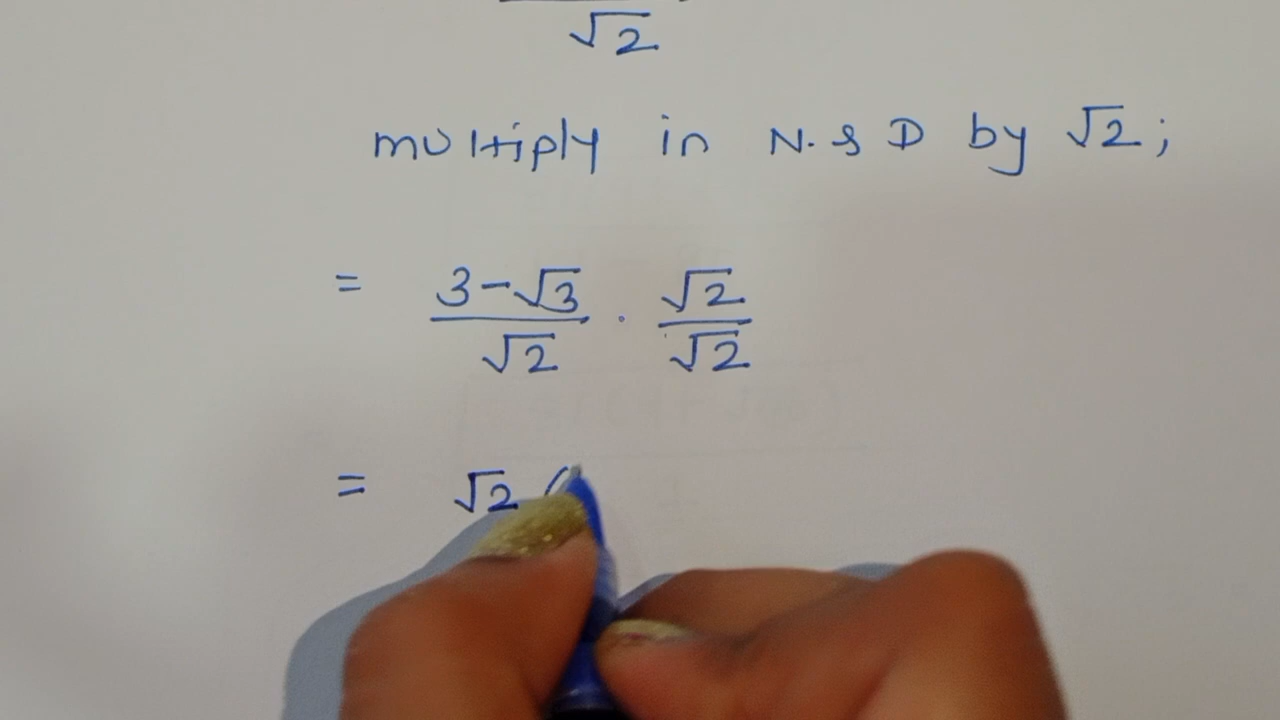 √2
multiply in N. & D by √2;
= (3-√3)/√2 . √2/√2
= √2 (